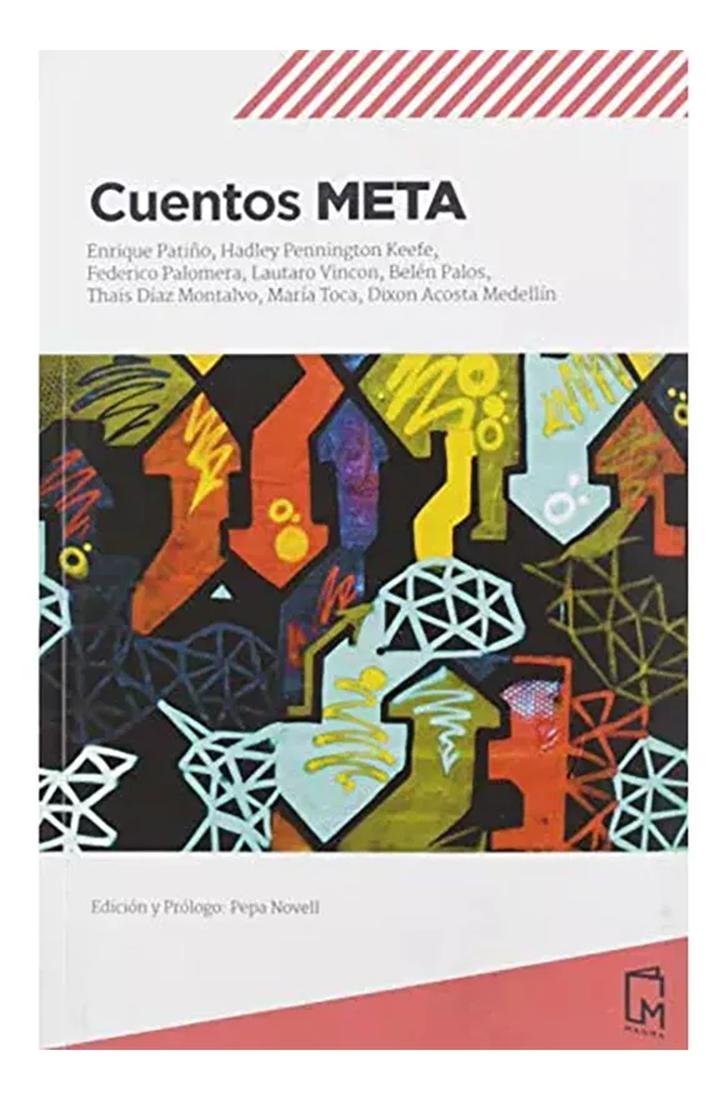 Cuentos META
Enrique Patiño, Hadley Pennington Keefe,
Federico Palomera, Lautaro Vincon, Belén Palos,
Thais Díaz Montalvo, María Toca, Dixon Acosta Medellín
Edición y Prólogo: Pepa Novell
M